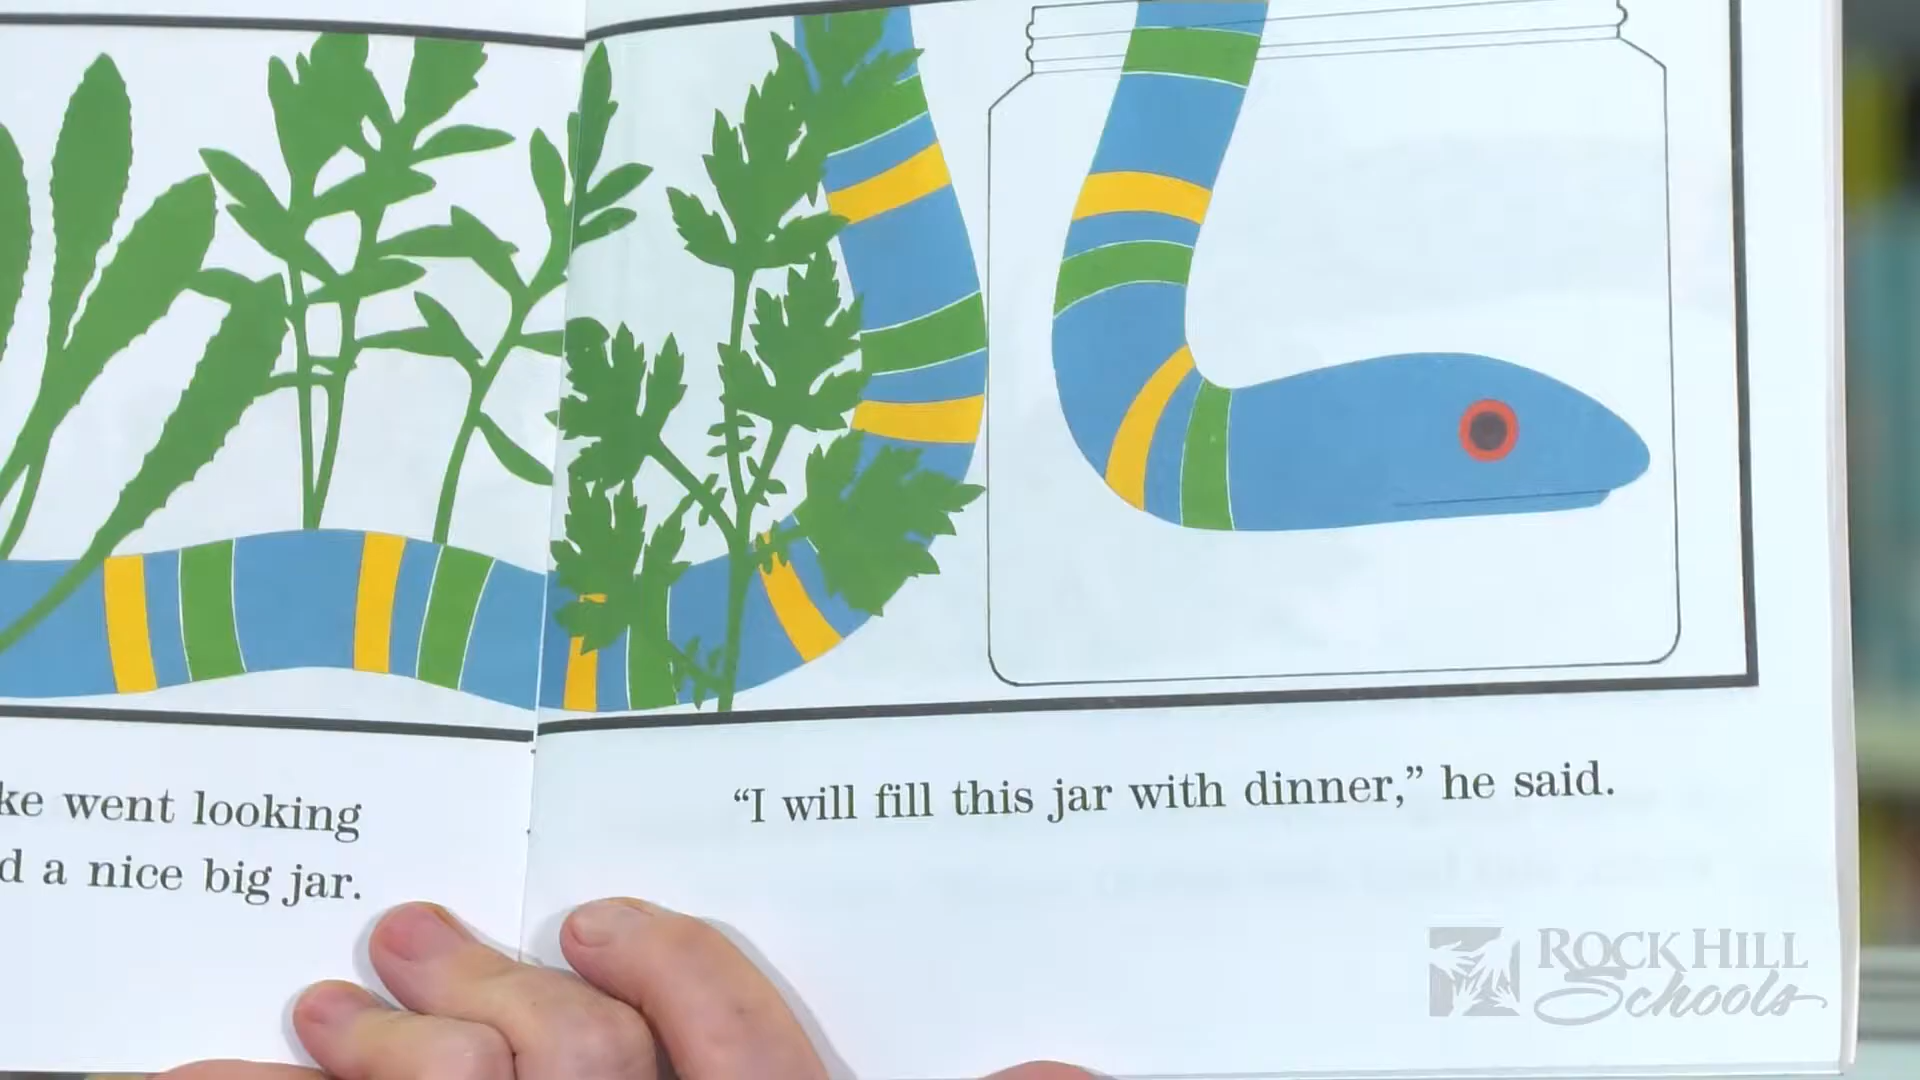 ke went looking
d a nice big jar.
“I will fill this jar with dinner,” he said.
ROCK HILL
Schools